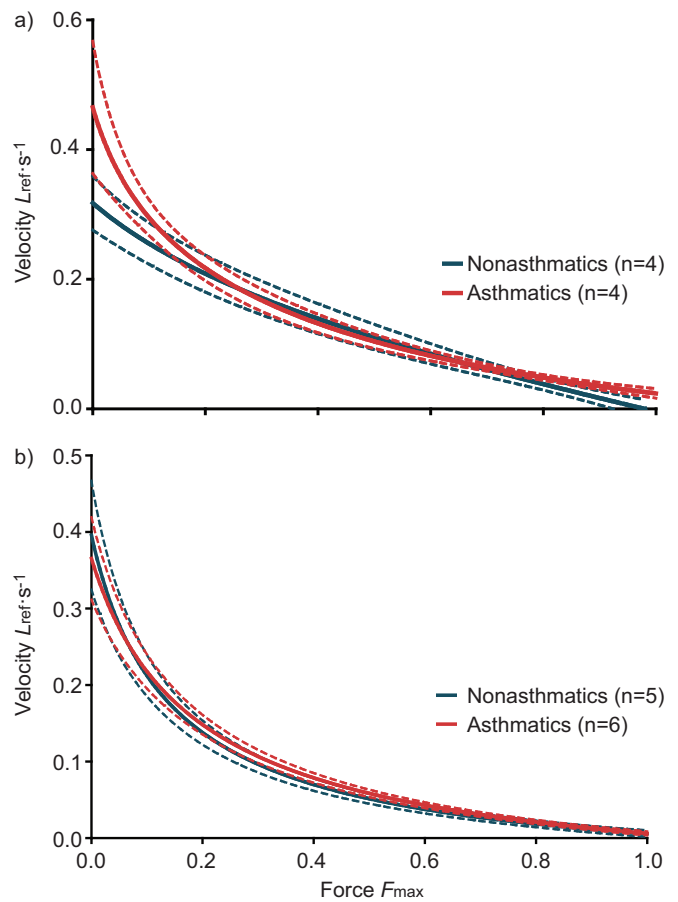 a)
0.6
0.4
0.2
0.0
Velocity Lref·s-1
Nonasthmatics (n=4)
Asthmatics (n=4)
b)
0.5
0.4
0.3
0.2
0.1
0.0
Velocity Lref·s-1
Nonasthmatics (n=5)
Asthmatics (n=6)
0.0 0.2 0.4 0.6 0.8 1.0
Force Fmax